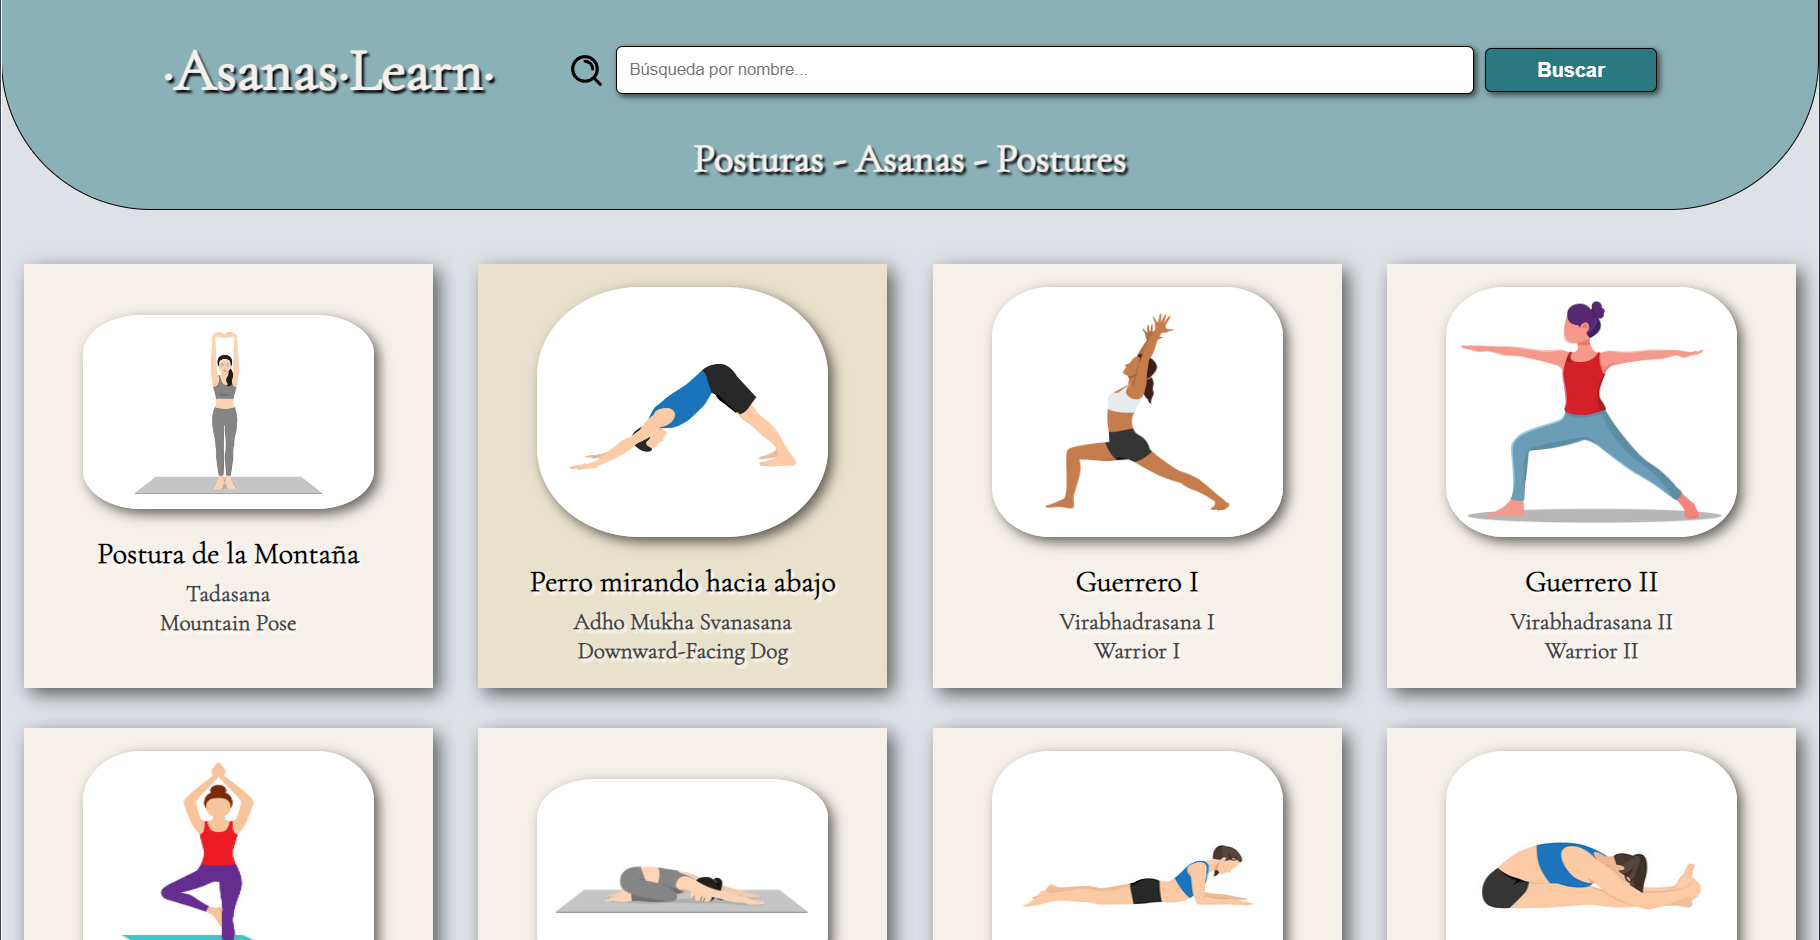 ·Asanas·Learn·
Búsqueda por nombre...
Buscar
Posturas - Asanas - Postures
Postura de la Montaña
Tadasana
Mountain Pose
Perro mirando hacia abajo
Adho Mukha Svanasana
Downward-Facing Dog
Guerrero I
Virabhadrasana I
Warrior I
Guerrero II
Virabhadrasana II
Warrior II